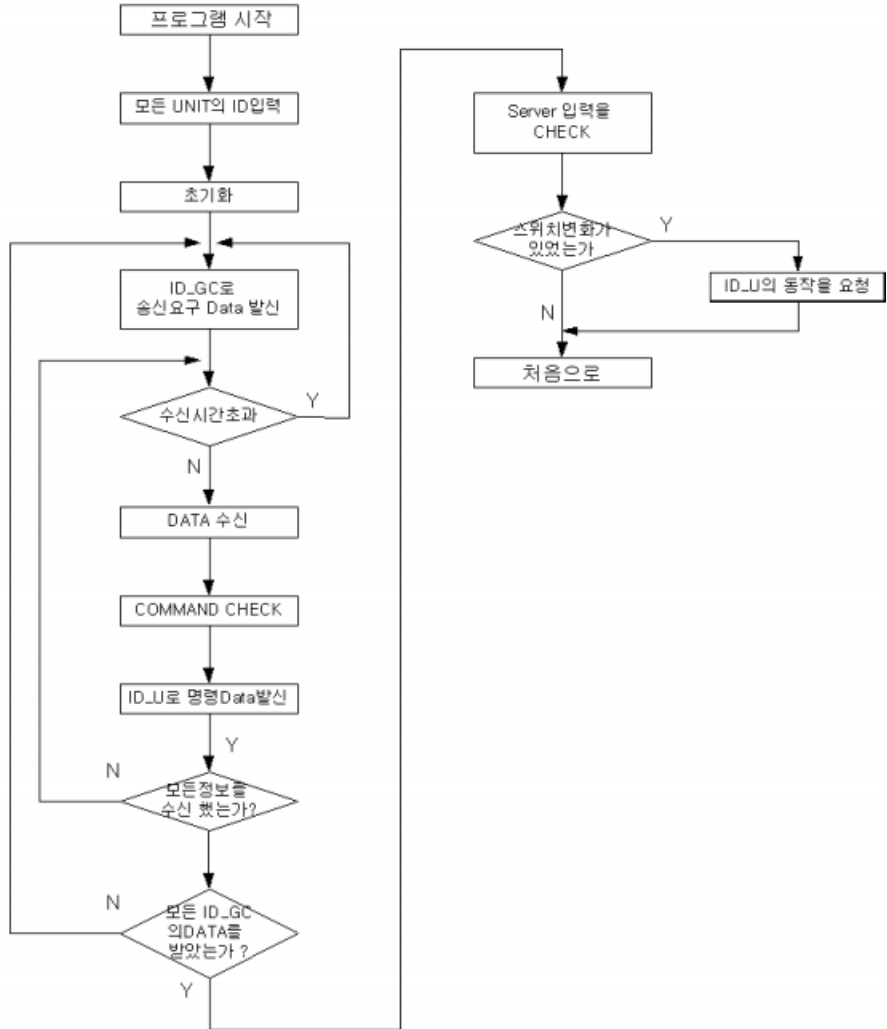 프로그램 시작
모든 UNIT의 ID입력
초기화
ID_GC로
송신요구 Data 발신
수신시간초과
Y
N
DATA 수신
COMMAND CHECK
ID_U로 명령Data발신
Y
N
모든정보를
수신 했는가?
N
모든 ID_GC
의DATA를
받았는가 ?
Y
Server 입력을
CHECK
스위치변화가
있었는가
Y
ID_U의 동작을 요청
N
처음으로